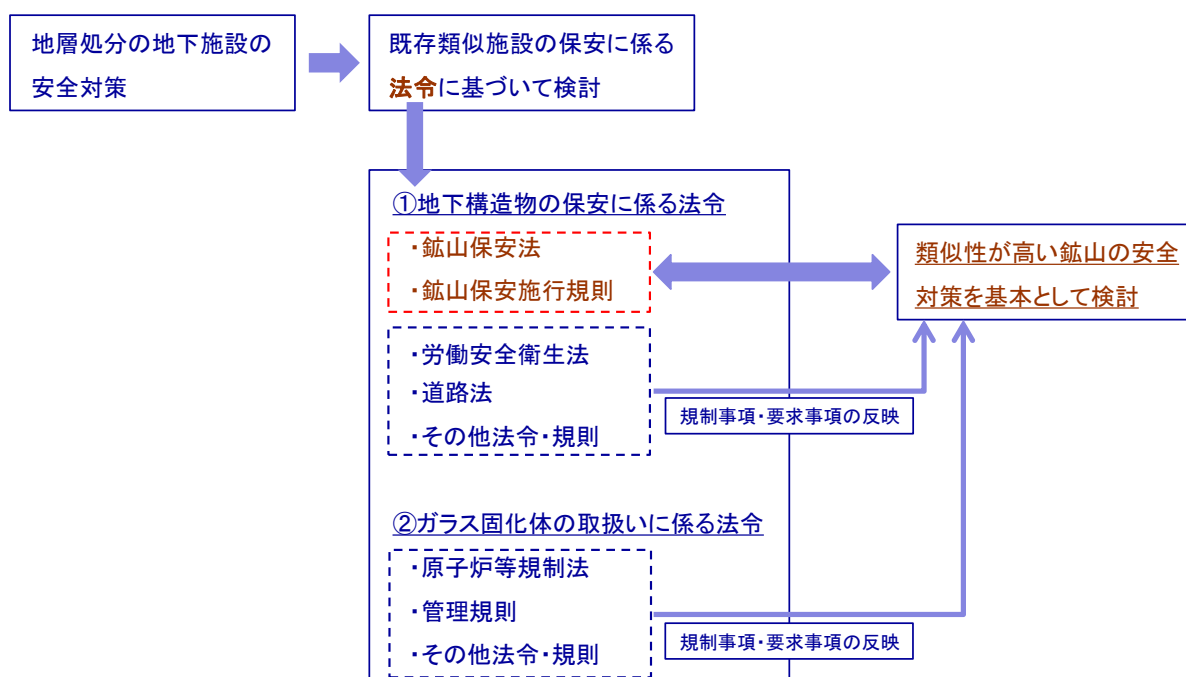 地層処分の地下施設の
安全対策
既存類似施設の保安に係る
法令に基づいて検討
①地下構造物の保安に係る法令
・鉱山保安法
・鉱山保安施行規則
・労働安全衛生法
・道路法
・その他法令・規則
規制事項・要求事項の反映
類似性が高い鉱山の安全
対策を基本として検討
②ガラス固化体の取扱いに係る法令
・原子炉等規制法
・管理規則
・その他法令・規則
規制事項・要求事項の反映